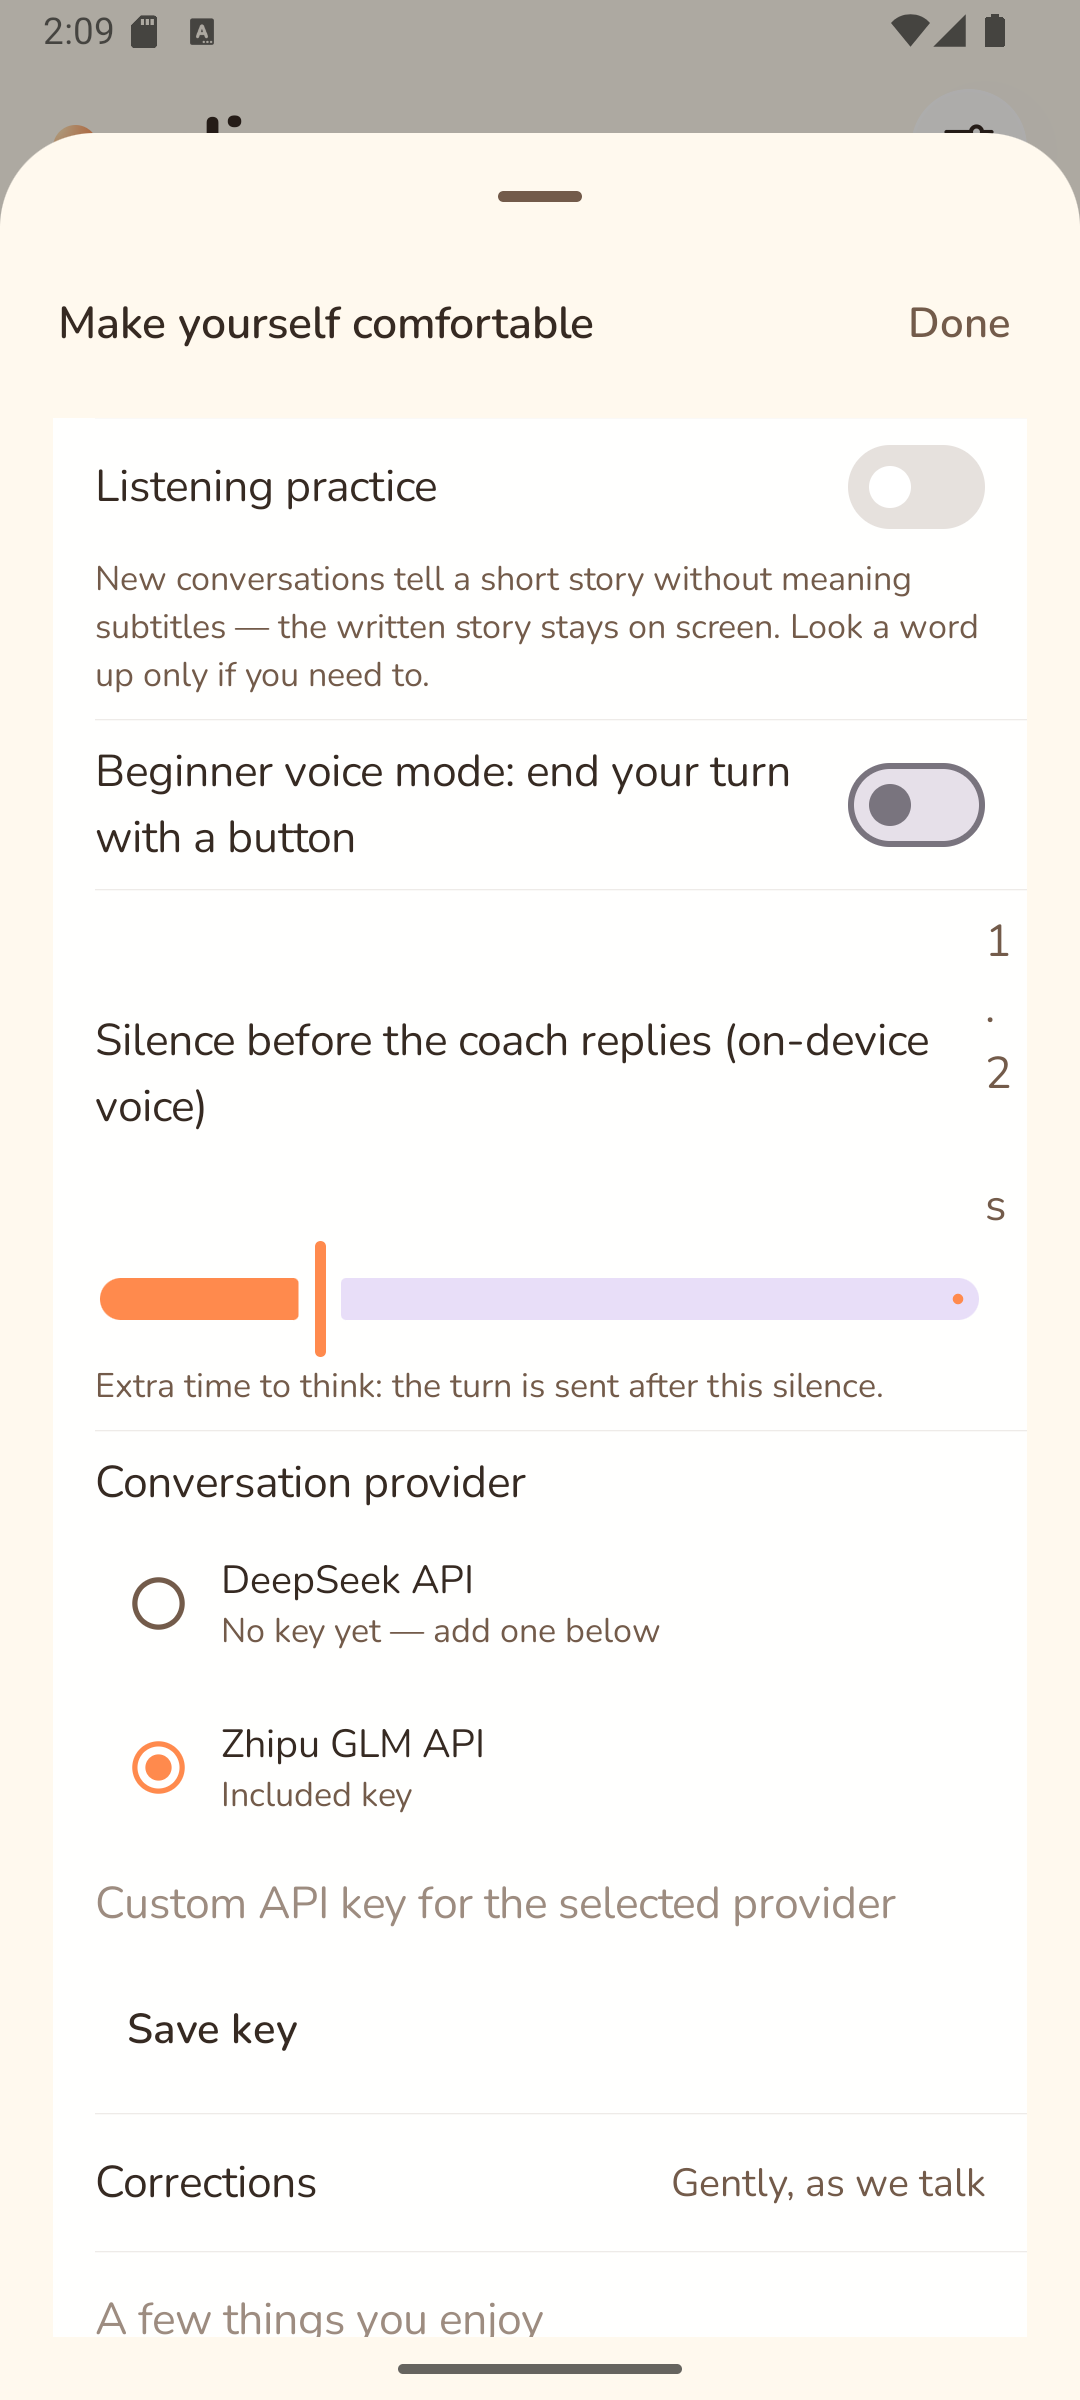 2:09
Make yourself comfortable
Done
Listening practice
New conversations tell a short story without meaning
subtitles — the written story stays on screen. Look a word
up only if you need to.
Beginner voice mode: end your turn
with a button
Silence before the coach replies (on-device
voice)
1
.
2
s
Extra time to think: the turn is sent after this silence.
Conversation provider
DeepSeek API
No key yet — add one below
Zhipu GLM API
Included key
Custom API key for the selected provider
Save key
Corrections
Gently, as we talk
A few things you enjoy